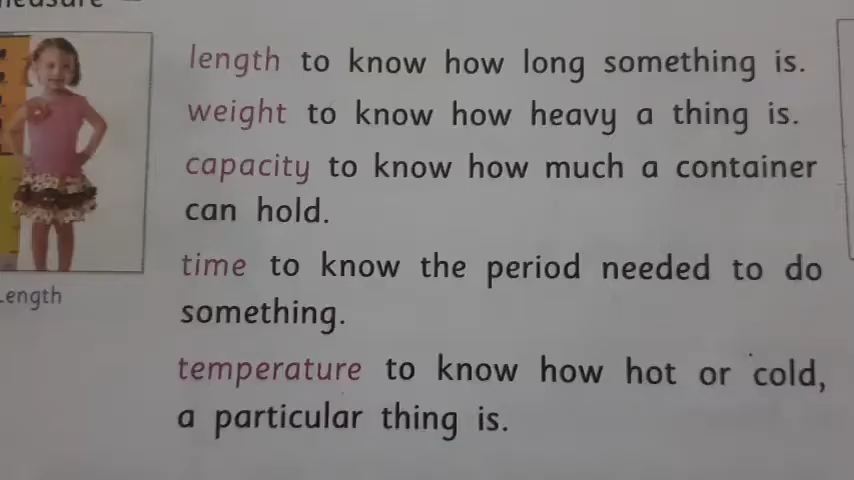 measure
length to know how long something is.
weight to know how heavy a thing is.
capacity to know how much a container
can hold.
time to know the period needed to do
something.
Length
temperature to know how hot or cold,
a particular thing is.